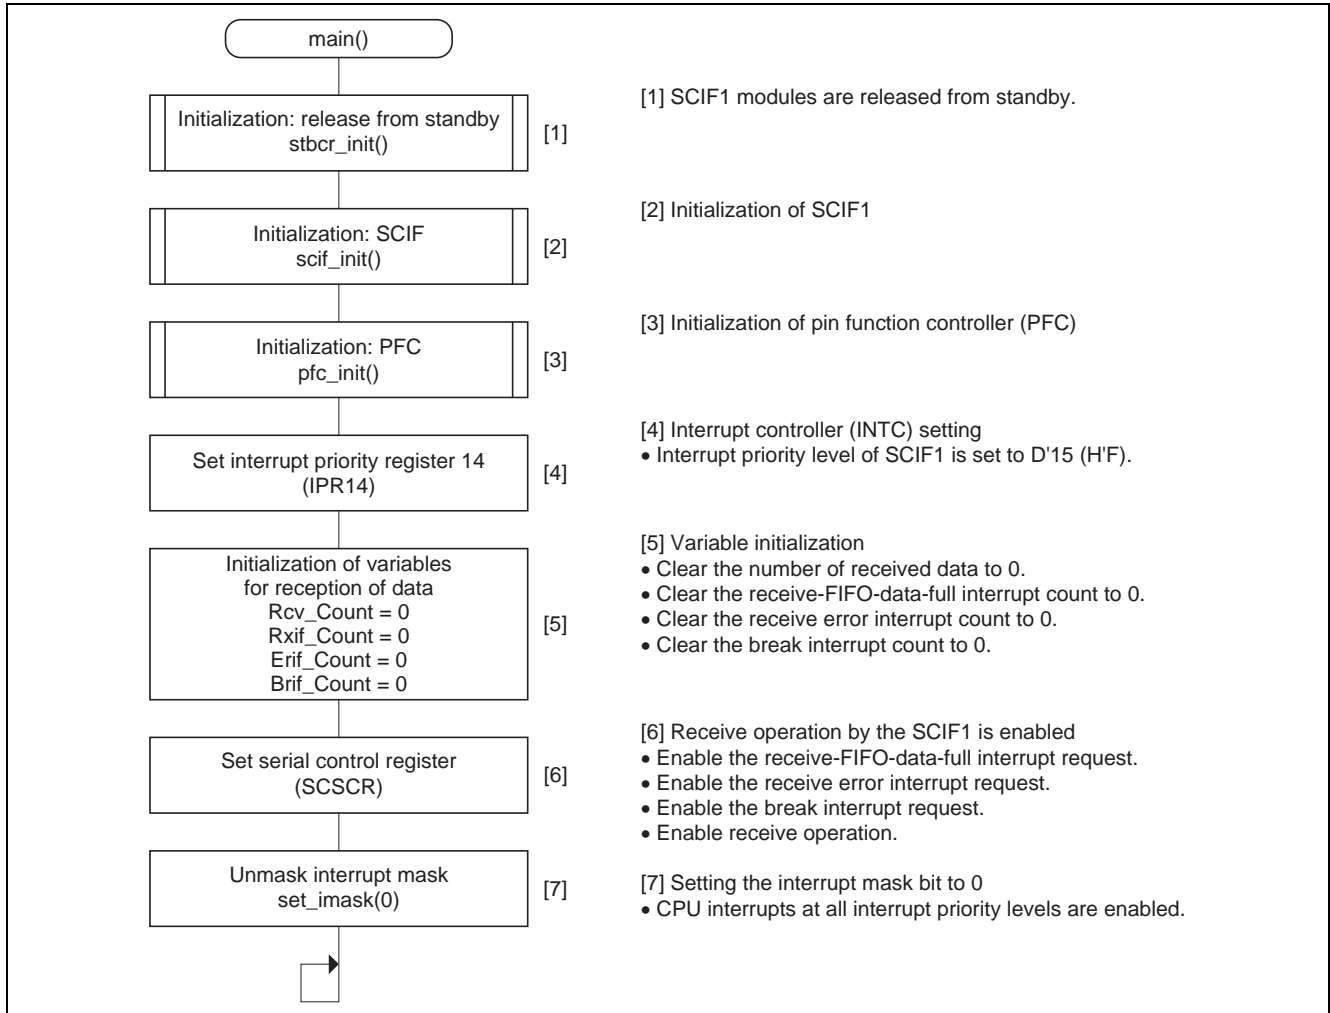 main()
Initialization: release from standby
stbcr_init()
[1]
[1] SCIF1 modules are released from standby.
Initialization: SCIF
scif_init()
[2]
[2] Initialization of SCIF1
Initialization: PFC
pfc_init()
[3]
[3] Initialization of pin function controller (PFC)
Set interrupt priority register 14
(IPR14)
[4]
[4] Interrupt controller (INTC) setting
• Interrupt priority level of SCIF1 is set to D'15 (H'F).
Initialization of variables
for reception of data
Rcv_Count = 0
Rxif_Count = 0
Erif_Count = 0
Brif_Count = 0
[5]
[5] Variable initialization
• Clear the number of received data to 0.
• Clear the receive-FIFO-data-full interrupt count to 0.
• Clear the receive error interrupt count to 0.
• Clear the break interrupt count to 0.
Set serial control register
(SCSCR)
[6]
[6] Receive operation by the SCIF1 is enabled
• Enable the receive-FIFO-data-full interrupt request.
• Enable the receive error interrupt request.
• Enable the break interrupt request.
• Enable receive operation.
Unmask interrupt mask
set_imask(0)
[7]
[7] Setting the interrupt mask bit to 0
• CPU interrupts at all interrupt priority levels are enabled.